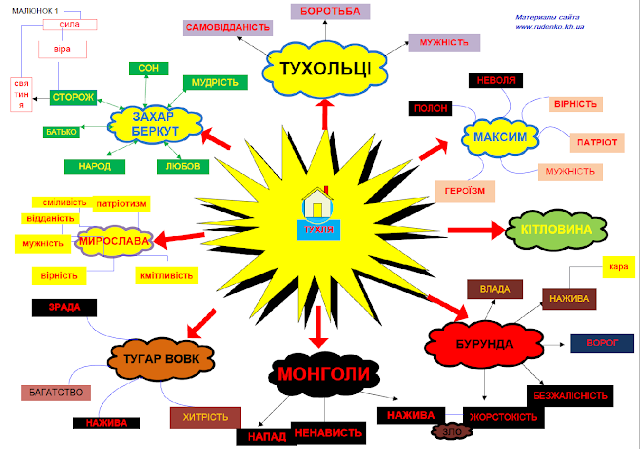 МАЛЮНОК 1
сила
віра
свя
тин
я
СТОРОЖ
СОН
МУДРІСТЬ
БАТЬКО
НАРОД
ЛЮБОВ
ЗАХАР
БЕРКУТ
САМОВІДДАНІСТЬ
БОРОТЬБА
МУЖНІСТЬ
ТУХОЛЬЦІ
Материалы сайта
www.rudenko.kh.ua
НЕВОЛЯ
ПОЛОН
ВІРНІСТЬ
МАКСИМ
ПАТРІОТ
МУЖНІСТЬ
ГЕРОЇЗМ
ТУХЛЯ
КІТЛОВИНА
сміливість
патріотизм
відданість
мужність
МИРОСЛАВА
вірність
кмітливість
ЗРАДА
ТУГАР ВОВК
БАГАТСТВО
НАЖИВА
ХИТРІСТЬ
МОНГОЛИ
НАПАД
НЕНАВИСТЬ
НАЖИВА
ЗЛО
ЖОРСТОКІСТЬ
БЕЗЖАЛІСНІСТЬ
БУРУНДА
ВЛАДА
НАЖИВА
кара
ВОРОГ